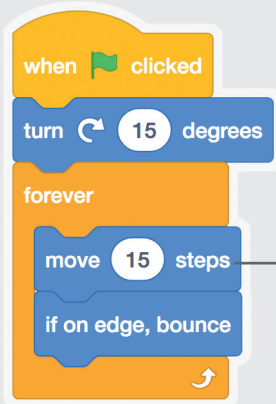 when clicked
turn 15 degrees
forever
move 15 steps
if on edge, bounce